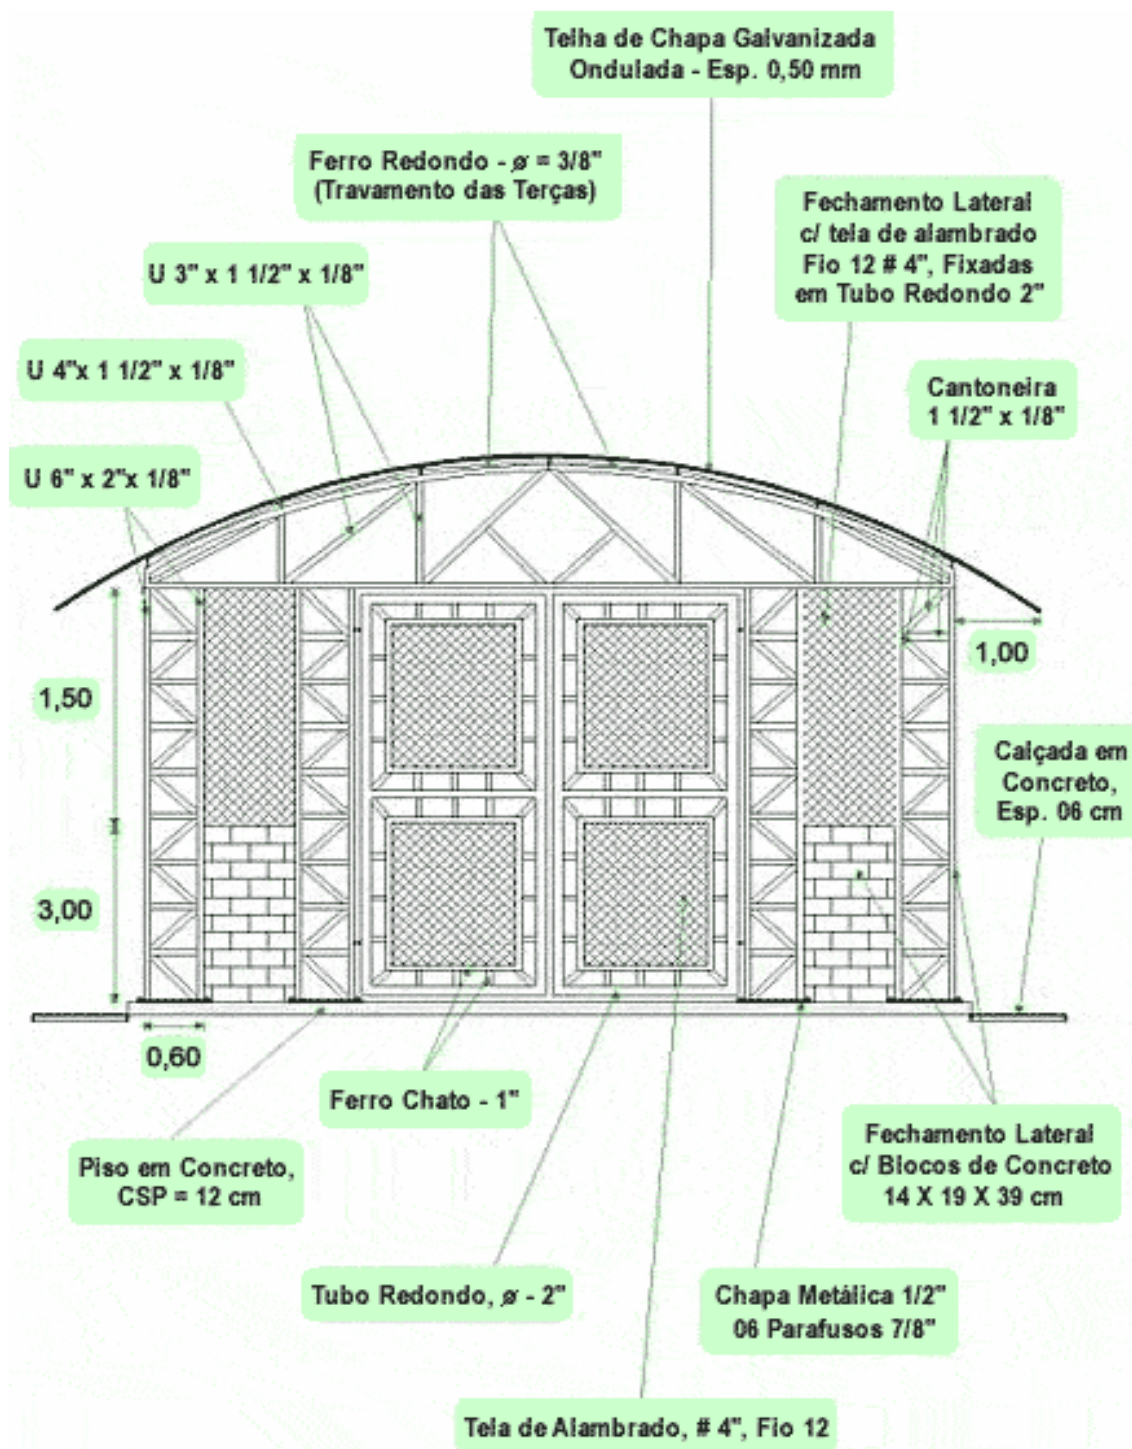 Telha de Chapa Galvanizada
Ondulada - Esp. 0,50 mm
Ferro Redondo - ø = 3/8"
(Travamento das Terças)
Fechamento Lateral
c/ tela de alambrado
Fio 12 # 4", Fixadas
em Tubo Redondo 2"
U 3" x 1 1/2" x 1/8"
U 4"x 1 1/2" x 1/8"
Cantoneira
1 1/2" x 1/8"
U 6" x 2"x 1/8"
1,00
1,50
Calçada em
Concreto,
Esp. 06 cm
3,00
0,60
Ferro Chato - 1"
Fechamento Lateral
c/ Blocos de Concreto
14 X 19 X 39 cm
Piso em Concreto,
CSP = 12 cm
Tubo Redondo, ø - 2"
Chapa Metálica 1/2"
06 Parafusos 7/8"
Tela de Alambrado, # 4", Fio 12